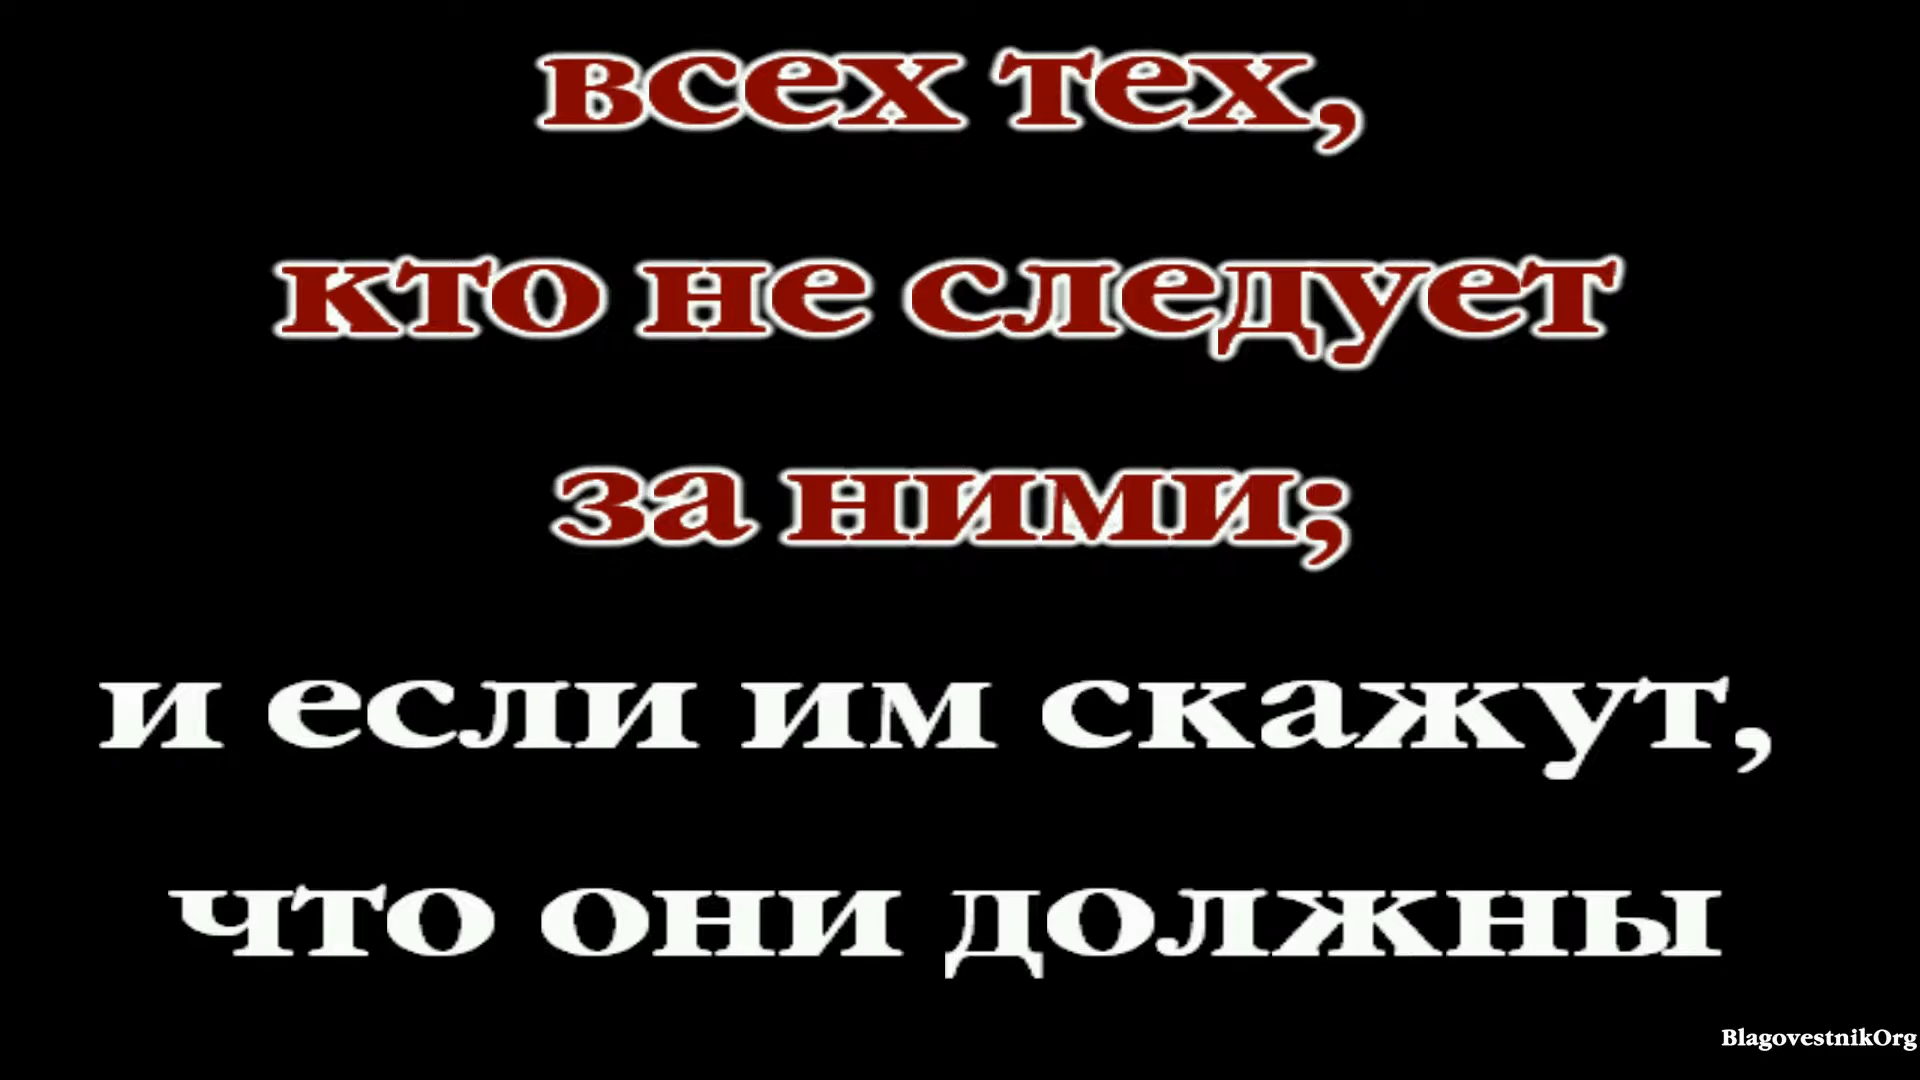 всех тех,
кто не следует
за ними;
и если им скажут,
что они должны
BlagovestnikOrg